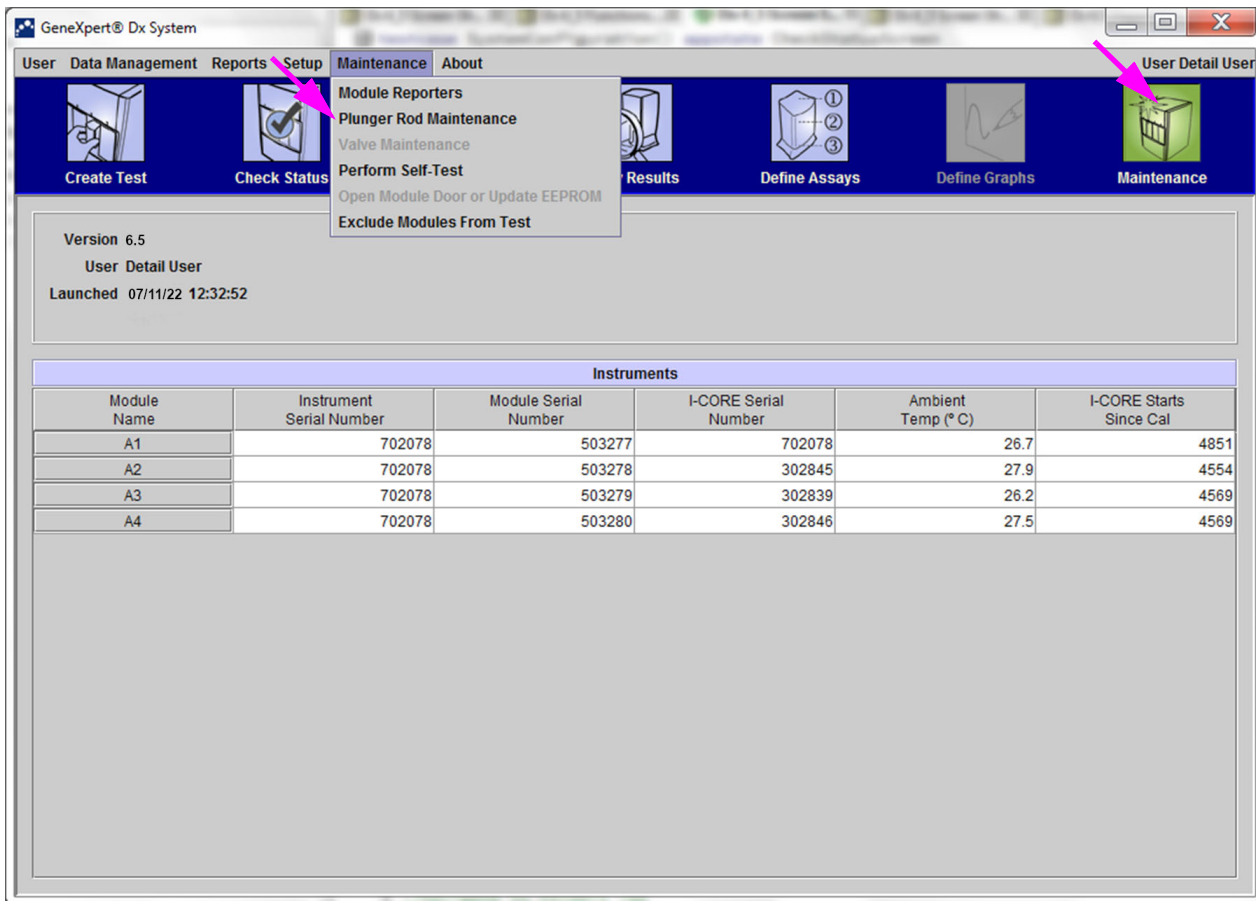 GeneXpert® Dx System
User Data Management Reports Setup Maintenance About User Detail User
Module Reporters
Plunger Rod Maintenance
Valve Maintenance
Perform Self-Test
Open Module Door or Update EEPROM
Exclude Modules From Test
Create Test Check Status Results Define Assays Define Graphs Maintenance
Version 6.5
User Detail User
Launched 07/11/22 12:32:52
Instruments
Module Name Instrument Serial Number Module Serial Number I-CORE Serial Number Ambient Temp (° C) I-CORE Starts Since Cal
A1 702078 503277 702078 26.7 4851
A2 702078 503278 302845 27.9 4554
A3 702078 503279 302839 26.2 4569
A4 702078 503280 302846 27.5 4569